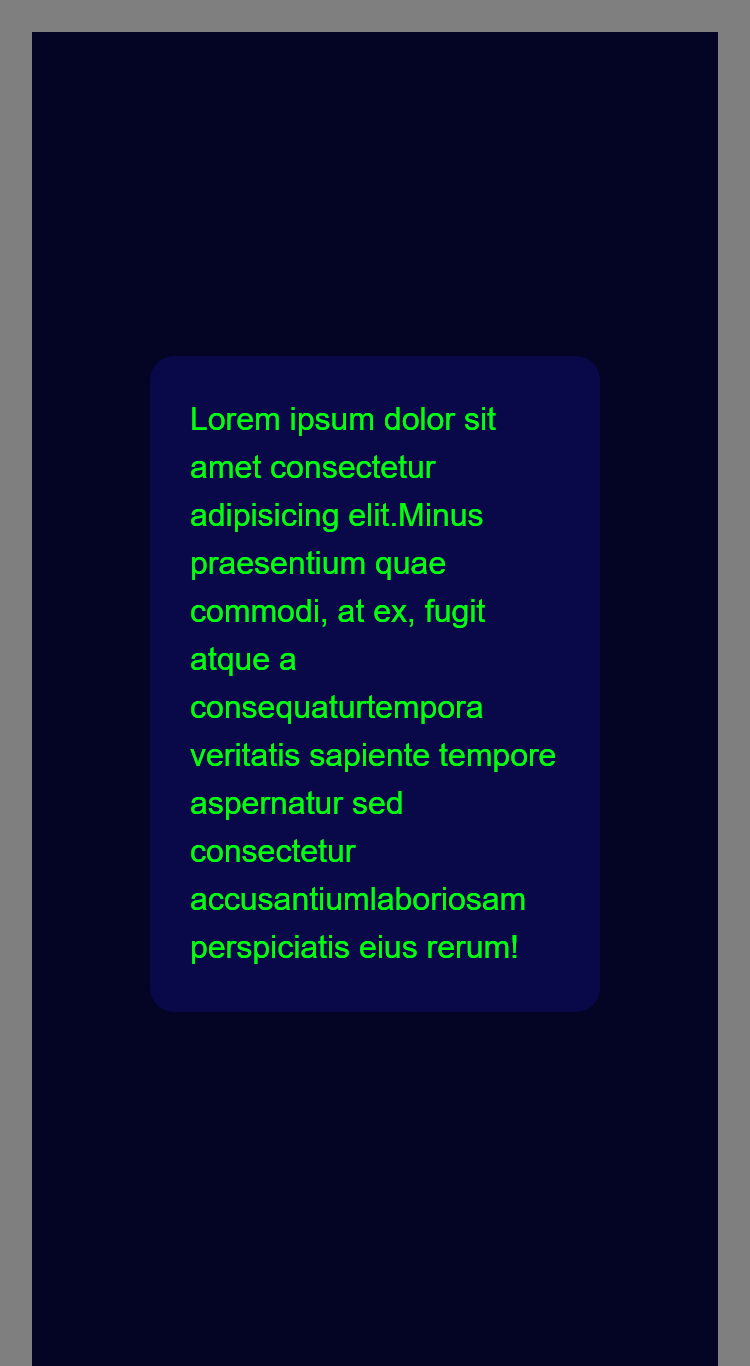 Lorem ipsum dolor sit
amet consectetur
adipisicing elit.Minus
praesentium quae
commodi, at ex, fugit
atque a
consequaturtempora
veritatis sapiente tempore
aspernatur sed
consectetur
accusantiumlaboriosam
perspiciatis eius rerum!